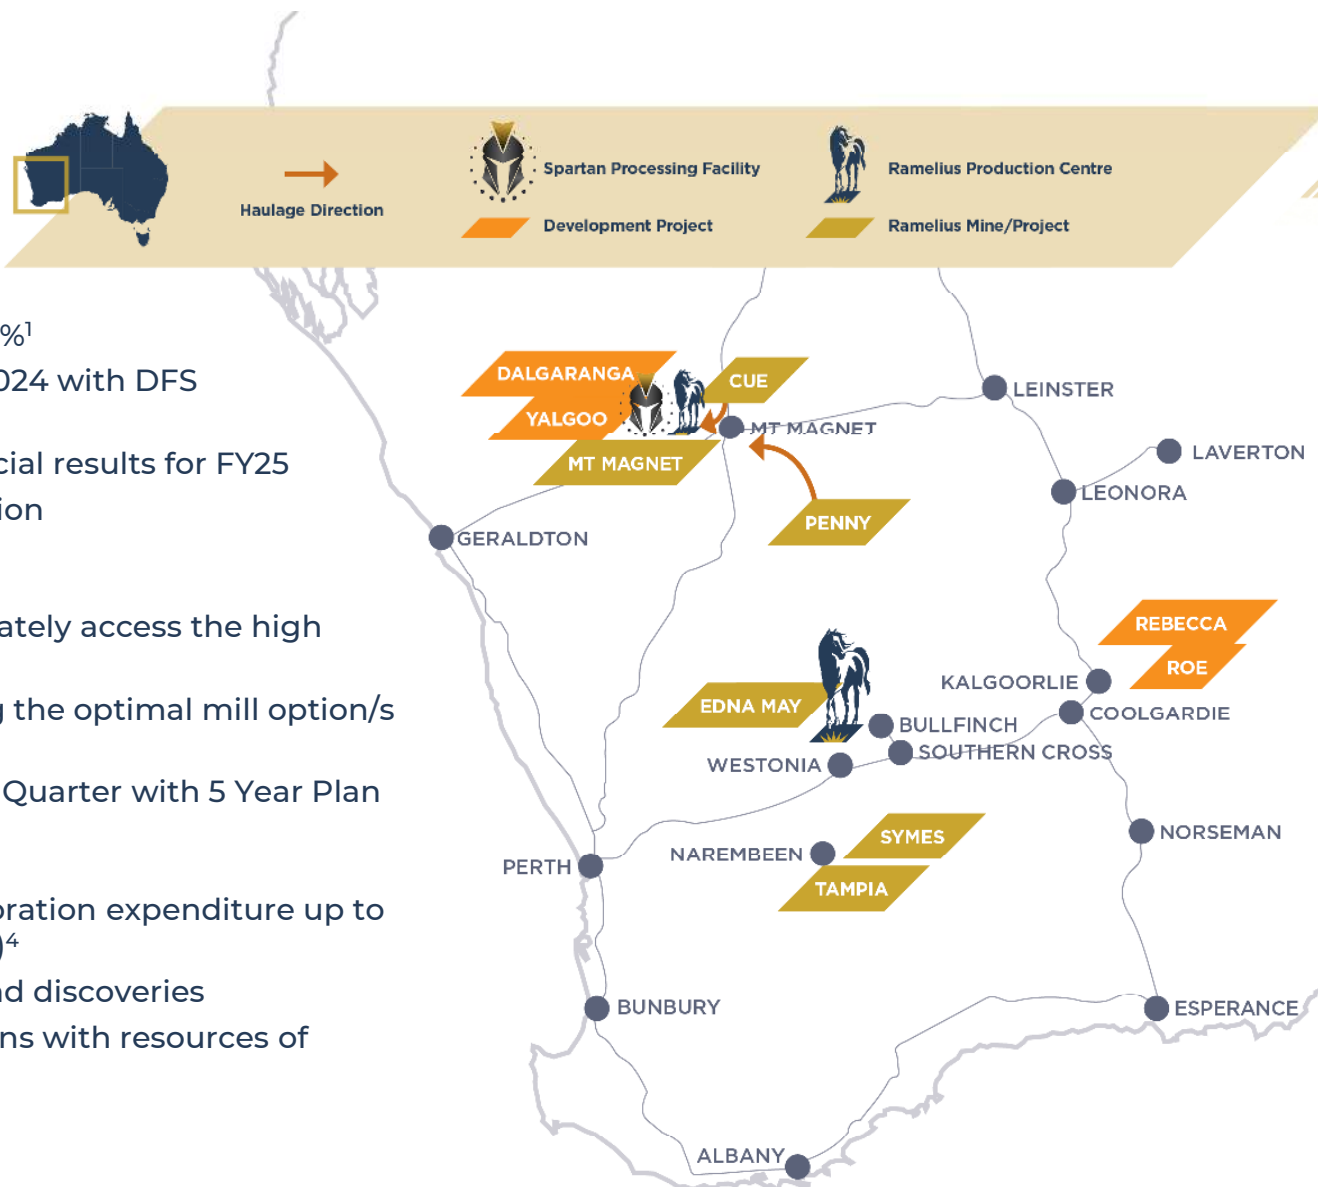 Haulage Direction
Spartan Processing Facility
Development Project
Ramelius Production Centre
Ramelius Mine/Project
%1
024 with DFS
cial results for FY25
ion
ately access the high
g the optimal mill option/s
Quarter with 5 Year Plan
oration expenditure up to
)4
nd discoveries
ns with resources of
DALGARANGA
YALGOO
CUE
MT MAGNET
MT MAGNET
PENNY
LEINSTER
LAVERTON
LEONORA
GERALDTON
REBECCA
ROE
KALGOORLIE
COOLGARDIE
EDNA MAY
BULLFINCH
SOUTHERN CROSS
WESTONIA
NORSEMAN
SYMES
NAREMBEEN
TAMPIA
PERTH
BUNBURY
ESPERANCE
ALBANY